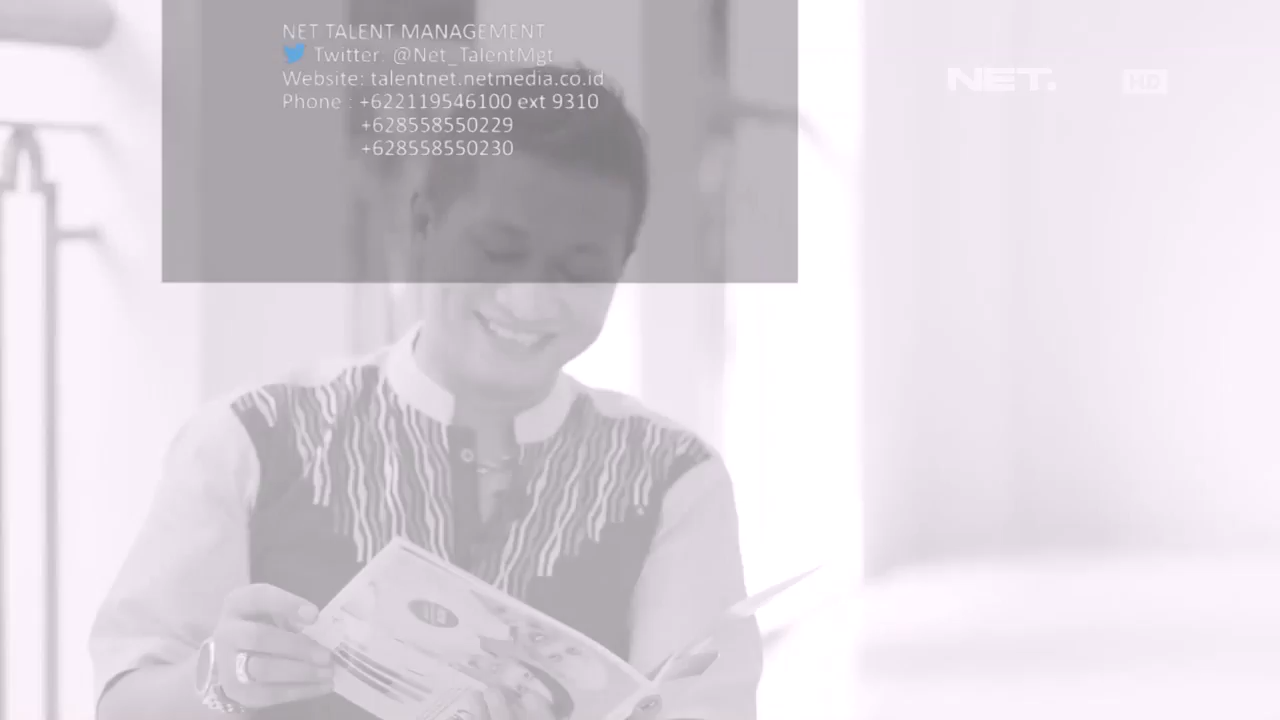 NET TALENT MANAGEMENT
Twitter: @Net_TalentMgt
Website: talentnet.netmedia.co.id
Phone : +622119546100 ext 9310
+628558550229
+628558550230
NET.
HD